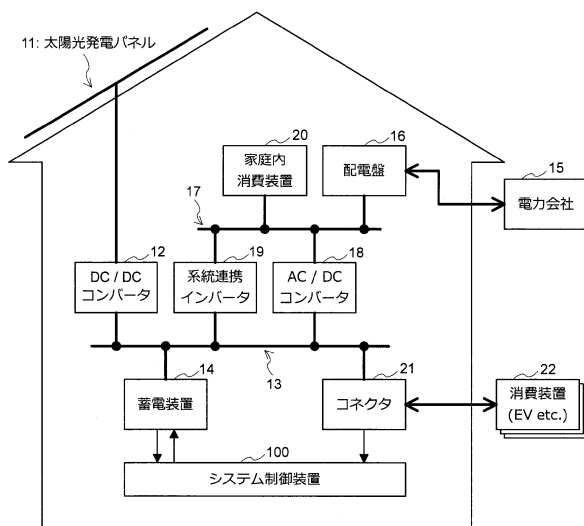 11: 太陽光発電パネル
20
家庭内
消費装置
16
配電盤
15
電力会社
17
12
DC / DC
コンバータ
19
系統連携
インバータ
18
AC / DC
コンバータ
13
14
蓄電装置
21
コネクタ
22
消費装置
(EV etc.)
100
システム制御装置